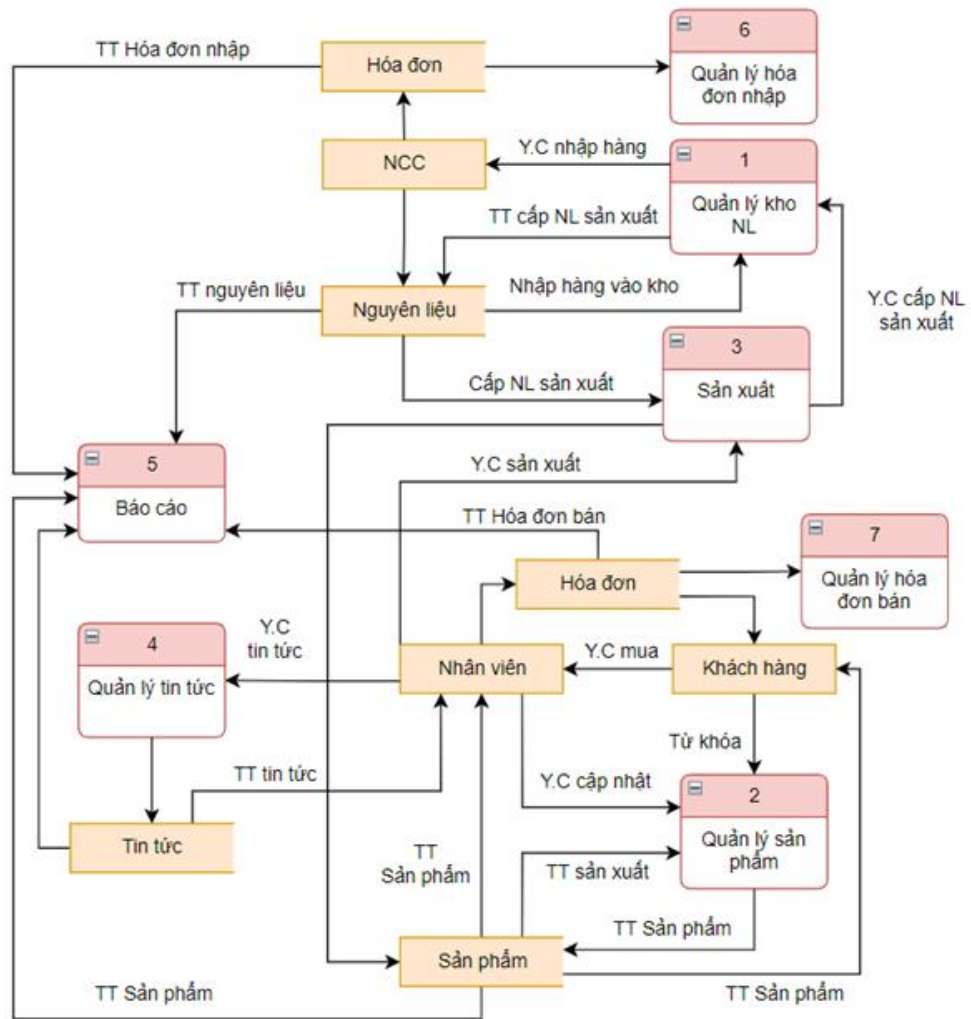 6
TT Hóa đơn nhập
Hóa đơn
Quản lý hóa
đơn nhập
Y.C nhập hàng
1
NCC
Quản lý kho
NL
TT cấp NL sản xuất
TT nguyên liệu
Nhập hàng vào kho
Y.C cấp NL
sản xuất
Nguyên liệu
3
Cấp NL sản xuất
Sản xuất
5
Y.C sản xuất
Báo cáo
TT Hóa đơn bán
7
Hóa đơn
Quản lý hóa
đơn bán
Y.C
tin tức
4
Y.C mua
Nhân viên
Khách hàng
Quản lý tin tức
Từ khóa
TT tin tức
Y.C cập nhật
2
Tin tức
Quản lý sản
phẩm
TT
Sản phẩm
TT sản xuất
TT Sản phẩm
Sản phẩm
TT Sản phẩm
TT Sản phẩm